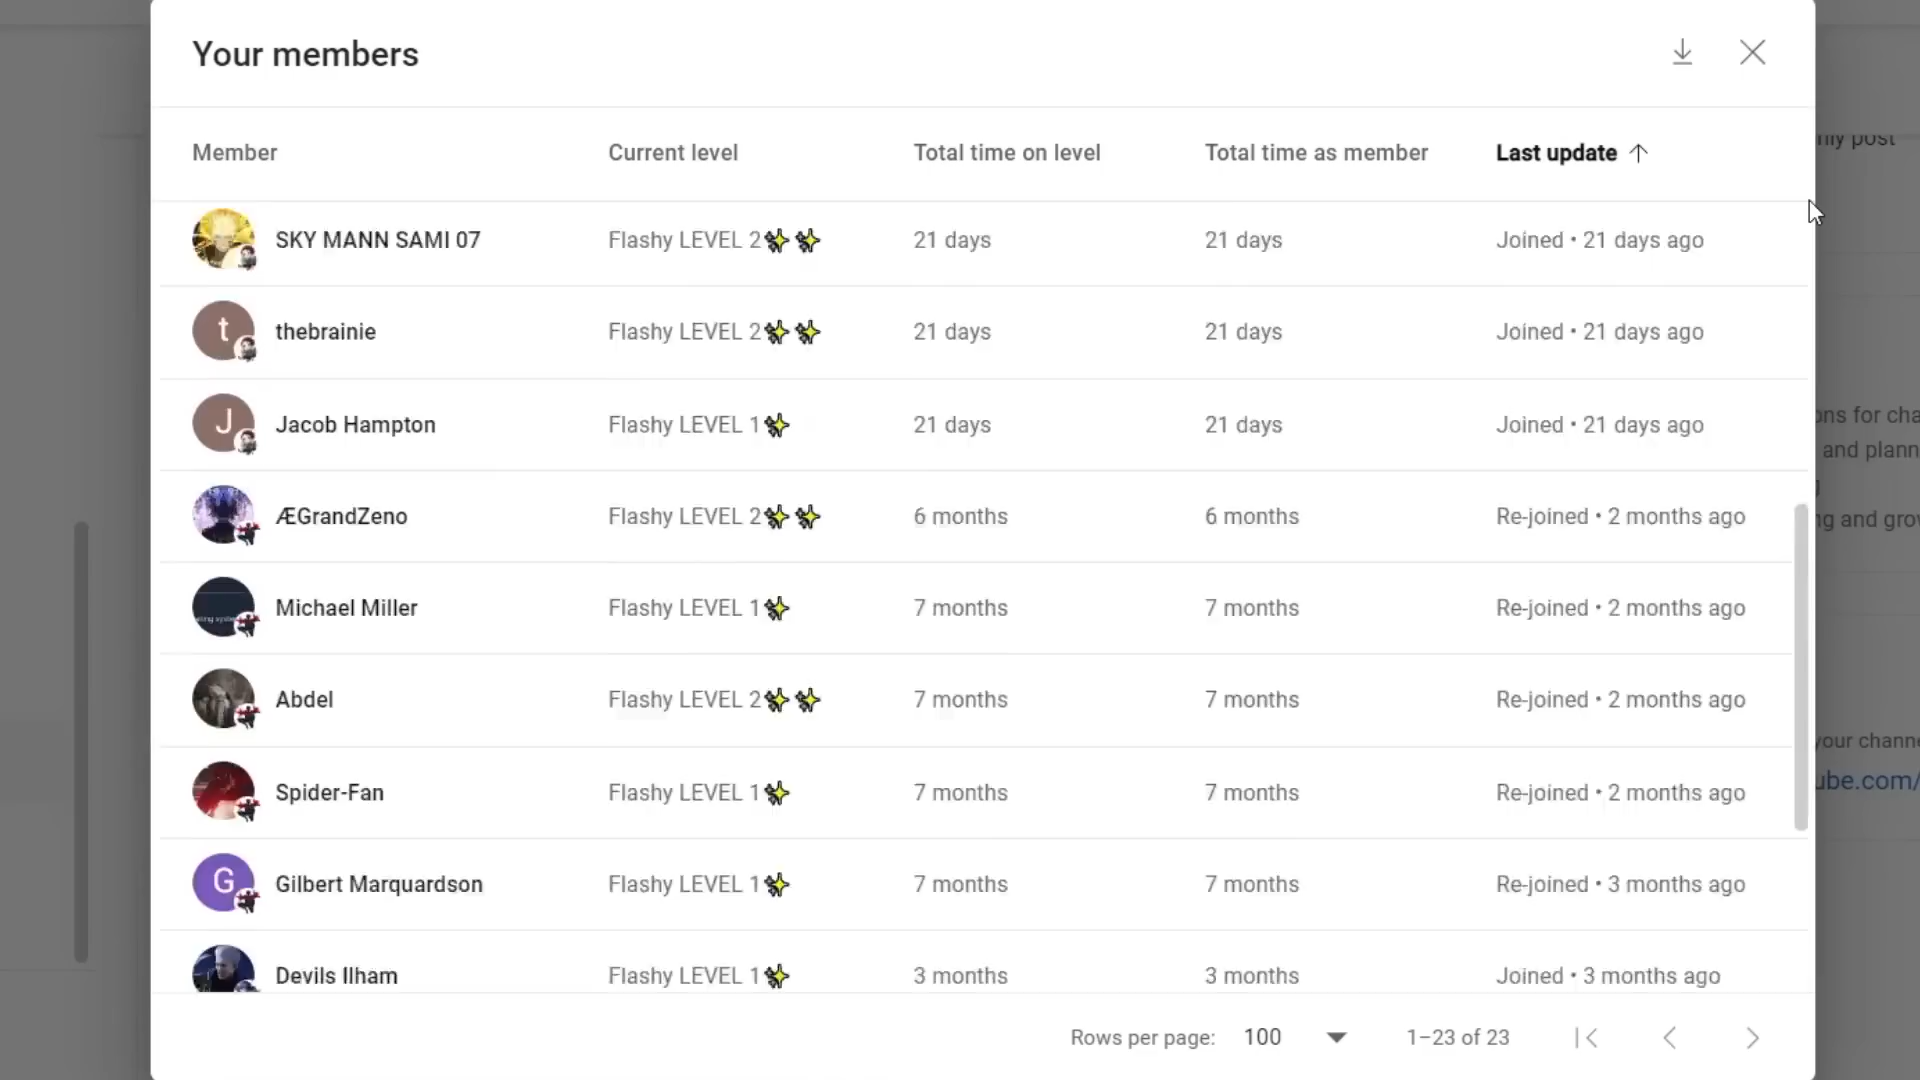 Your members
Member Current level Total time on level Total time as member Last update
SKY MANN SAMI 07 Flashy LEVEL 2✨✨ 21 days 21 days Joined • 21 days ago
t thebrainie Flashy LEVEL 2✨✨ 21 days 21 days Joined • 21 days ago
J Jacob Hampton Flashy LEVEL 1✨ 21 days 21 days Joined • 21 days ago
ÆGrandZeno Flashy LEVEL 2✨✨ 6 months 6 months Re-joined • 2 months ago
Michael Miller Flashy LEVEL 1✨ 7 months 7 months Re-joined • 2 months ago
Abdel Flashy LEVEL 2✨✨ 7 months 7 months Re-joined • 2 months ago
Spider-Fan Flashy LEVEL 1✨ 7 months 7 months Re-joined • 2 months ago
G Gilbert Marquardson Flashy LEVEL 1✨ 7 months 7 months Re-joined • 3 months ago
Devils Ilham Flashy LEVEL 1✨ 3 months 3 months Joined • 3 months ago
Rows per page: 100 1–23 of 23
post
for
and
and
your
ube.com/